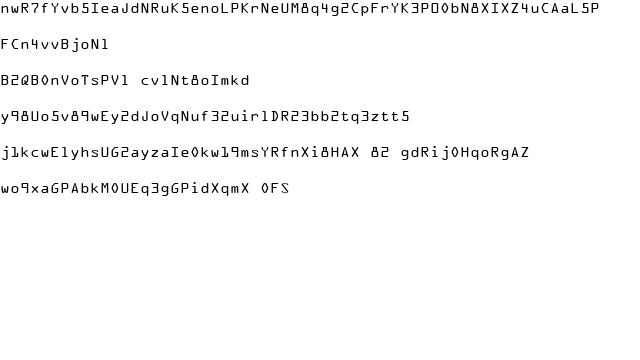 nwR7fYvb5IeaJdNRuK5enoLPKrNeUM8q4g2CpFrYK3PO0bN8XIXZ4uCAaL5P
FCn4vvBjoNl
B2QB0nVoTsPVl cvlNt8oImkd
y98Uo5v89wEy2dJoVqNuf32uirlDR23bb2tq3ztt5
j1kcwElyhsUG2ayzaIe0kw19msYRfnXi8HAX 82 gdRij0HqoRgAZ
wo9xaGPAbkM0UEq3gGPidXqmX 0FS